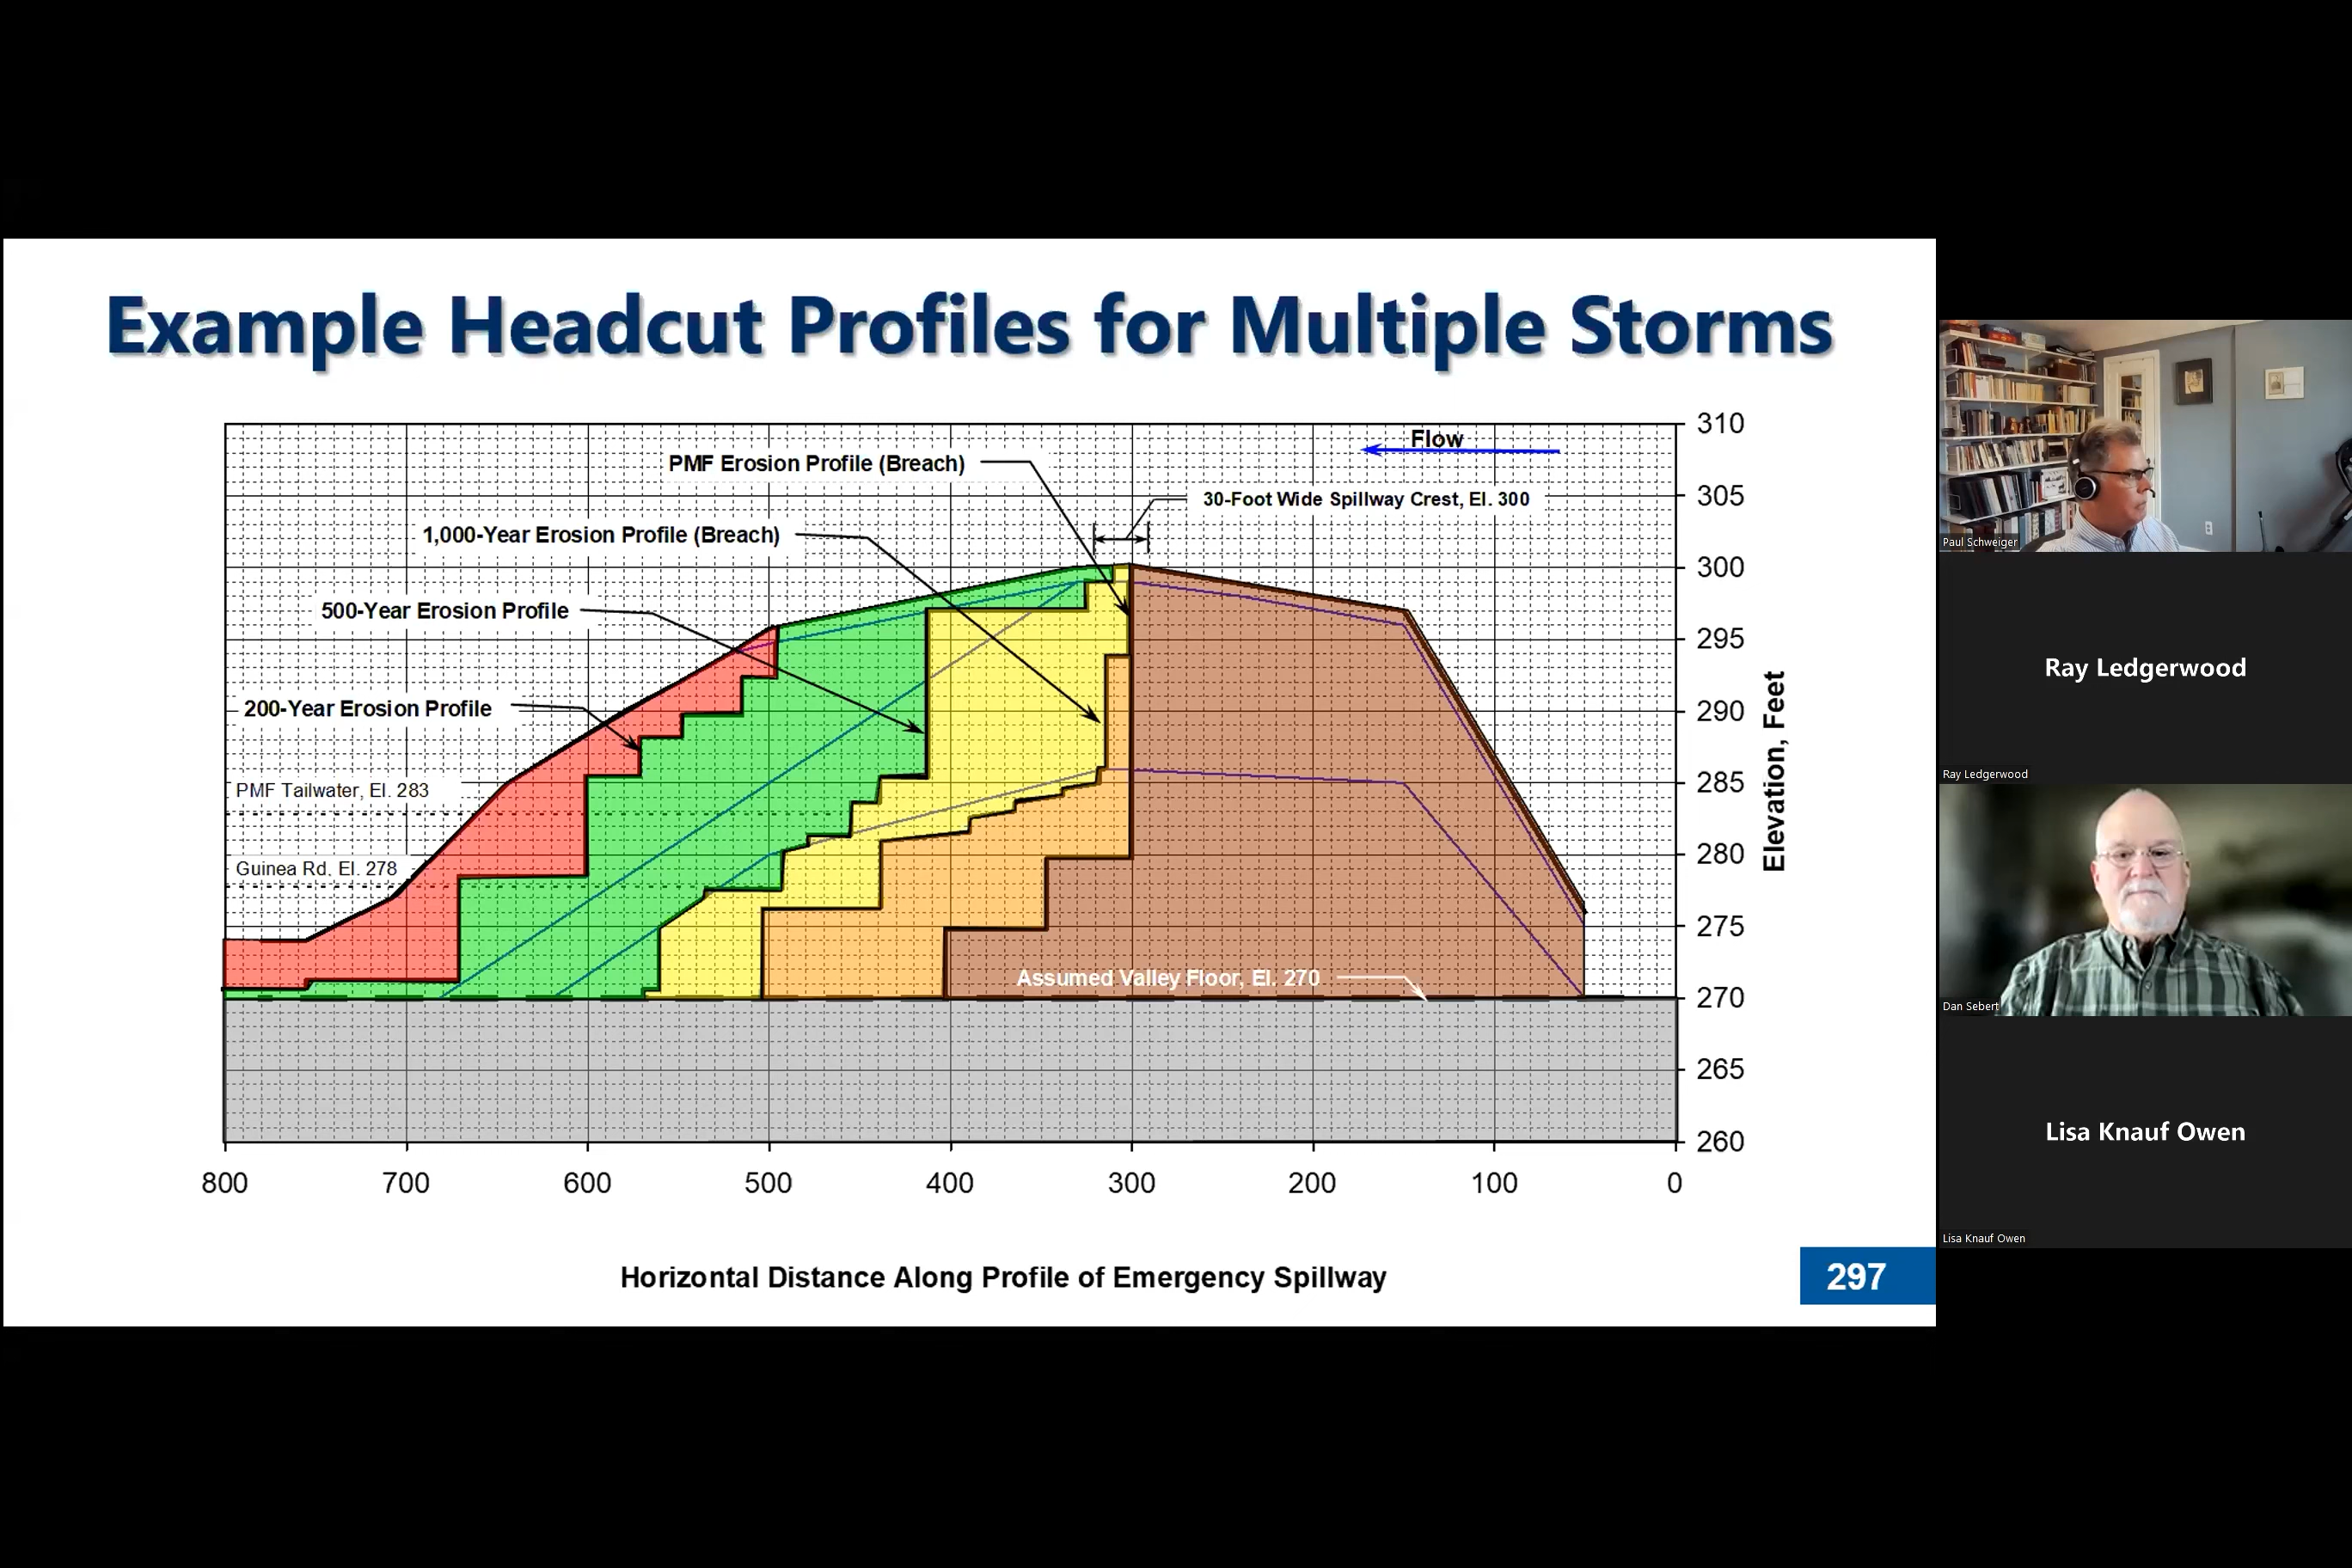 Example Headcut Profiles for Multiple Storms
310
Flow
PMF Erosion Profile (Breach)
305
30-Foot Wide Spillway Crest, El. 300
1,000-Year Erosion Profile (Breach)
300
500-Year Erosion Profile
295
200-Year Erosion Profile
290
PMF Tailwater, El. 283
285
Guinea Rd. El. 278
280
275
Assumed Valley Floor, El. 270
270
265
260
Elevation, Feet
800 700 600 500 400 300 200 100 0
Horizontal Distance Along Profile of Emergency Spillway
297
Paul Schweiger
Ray Ledgerwood
Ray Ledgerwood
Dan Sebert
Lisa Knauf Owen
Lisa Knauf Owen